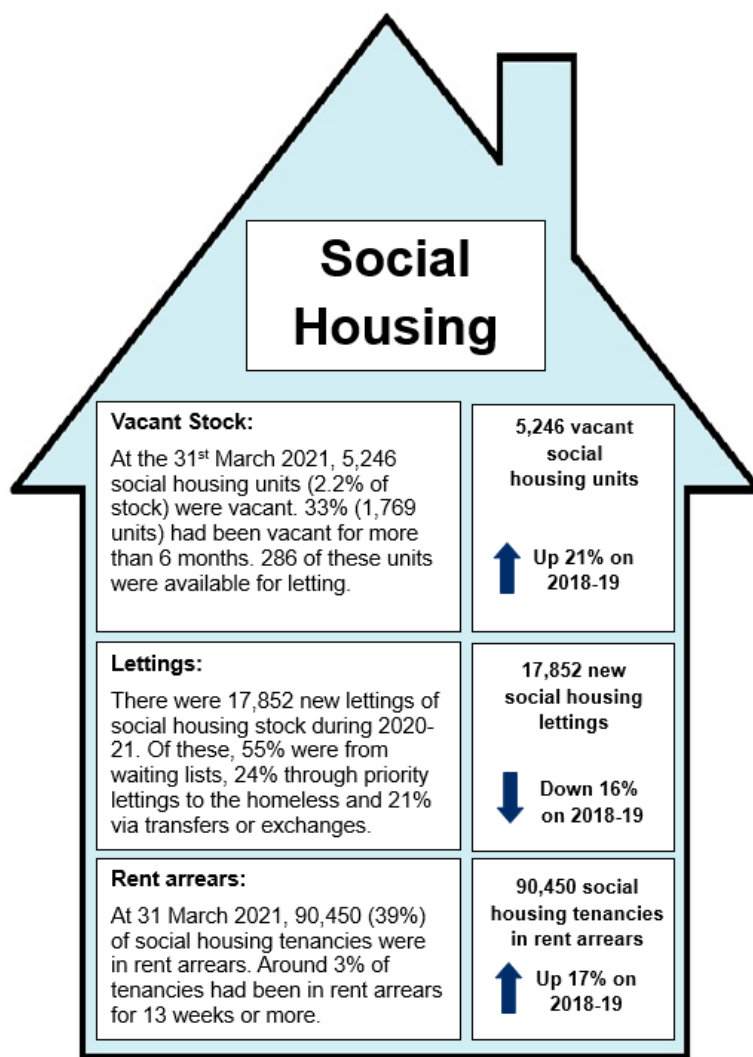 Social
Housing
Vacant Stock:
At the 31st March 2021, 5,246
social housing units (2.2% of
stock) were vacant. 33% (1,769
units) had been vacant for more
than 6 months. 286 of these units
were available for letting.
5,246 vacant
social
housing units
Up 21% on
2018-19
Lettings:
There were 17,852 new lettings of
social housing stock during 2020-
21. Of these, 55% were from
waiting lists, 24% through priority
lettings to the homeless and 21%
via transfers or exchanges.
17,852 new
social housing
lettings
Down 16%
on 2018-19
Rent arrears:
At 31 March 2021, 90,450 (39%)
of social housing tenancies were
in rent arrears. Around 3% of
tenancies had been in rent arrears
for 13 weeks or more.
90,450 social
housing tenancies
in rent arrears
Up 17% on
2018-19